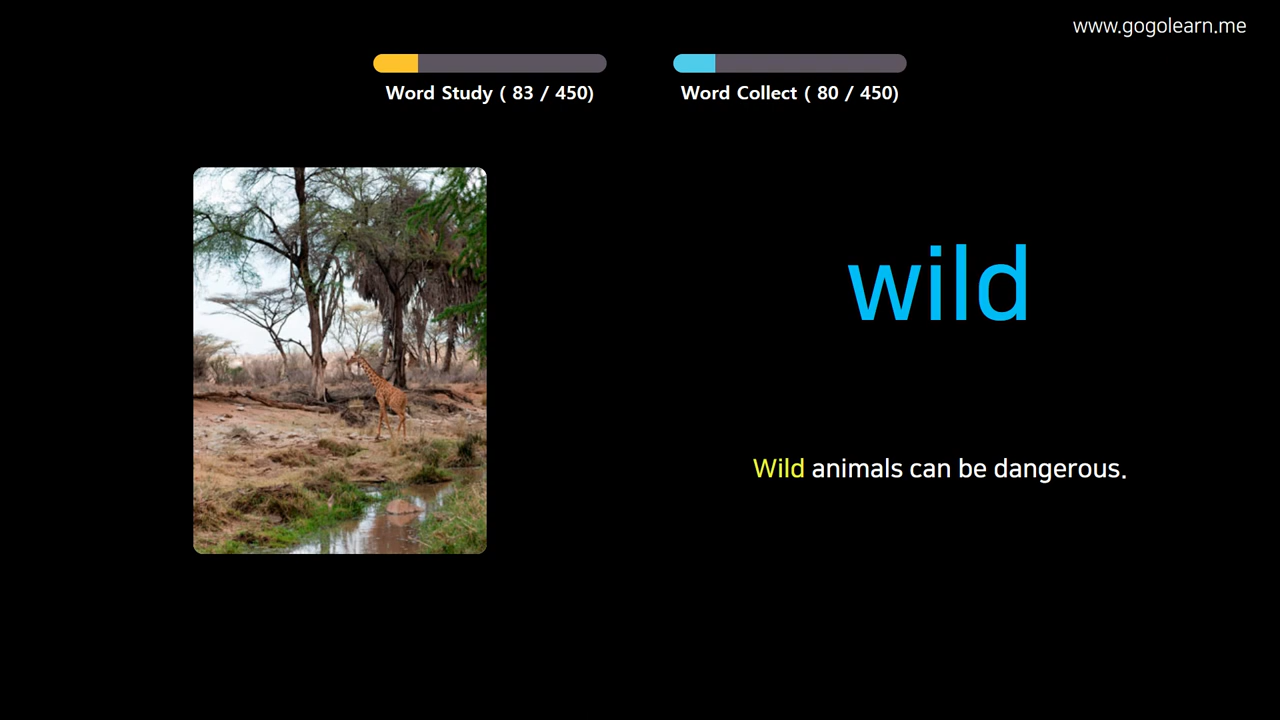 www.gogolearn.me
Word Study ( 83 / 450)
Word Collect ( 80 / 450)
wild
Wild animals can be dangerous.